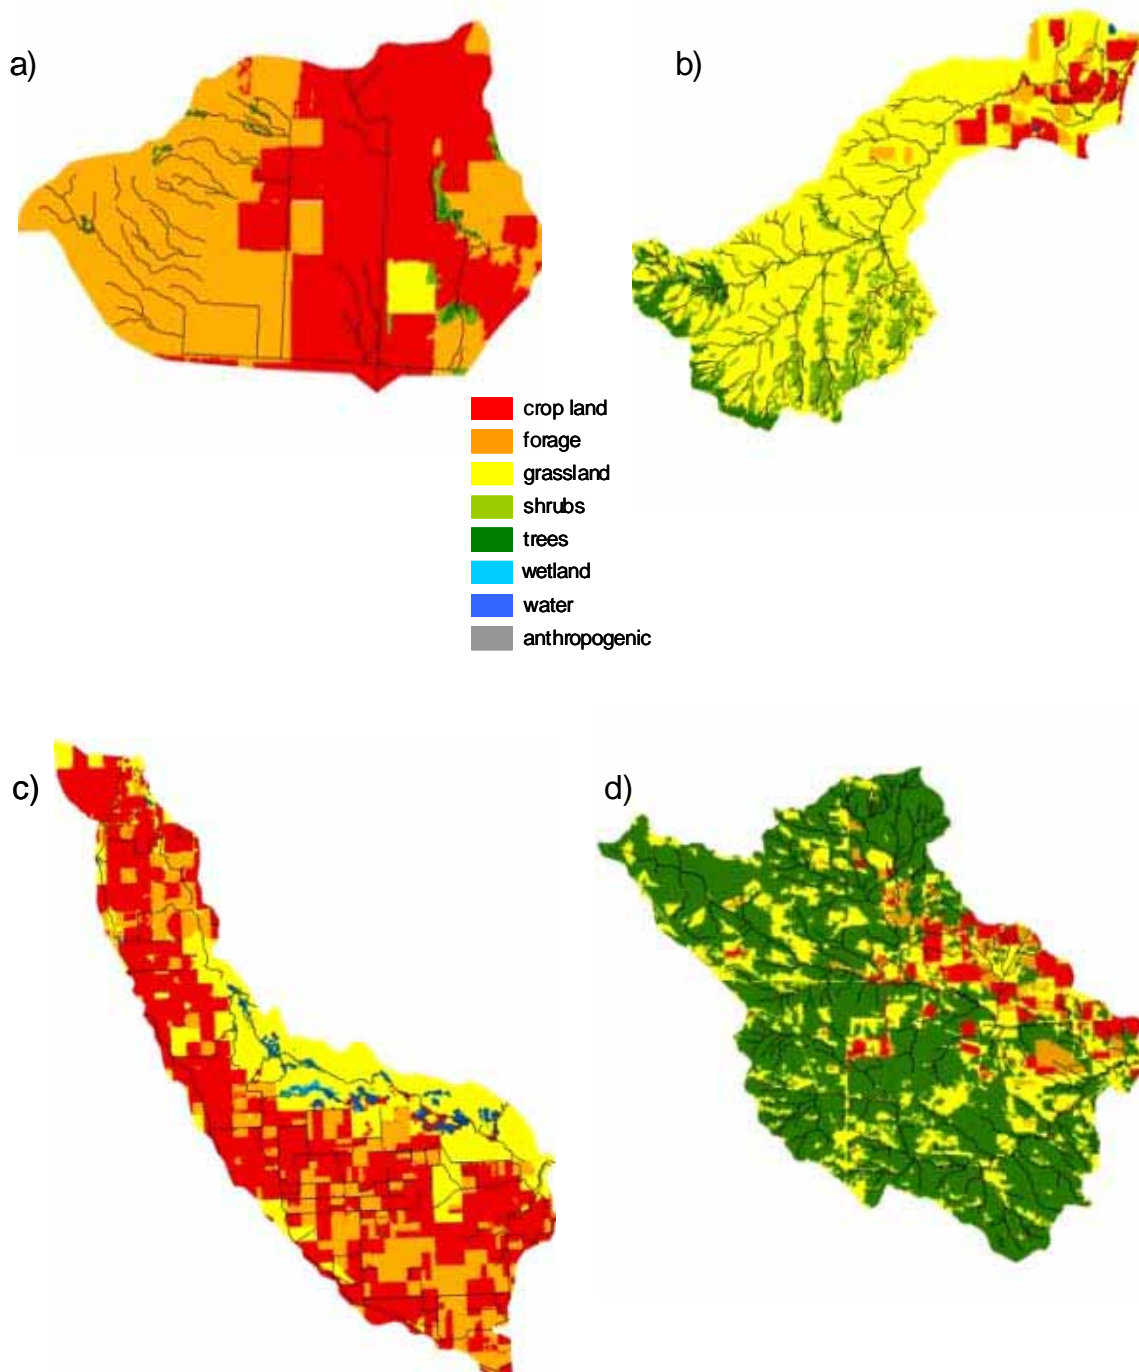 a)
b)
crop land
forage
grassland
shrubs
trees
wetland
water
anthropogenic
c)
d)